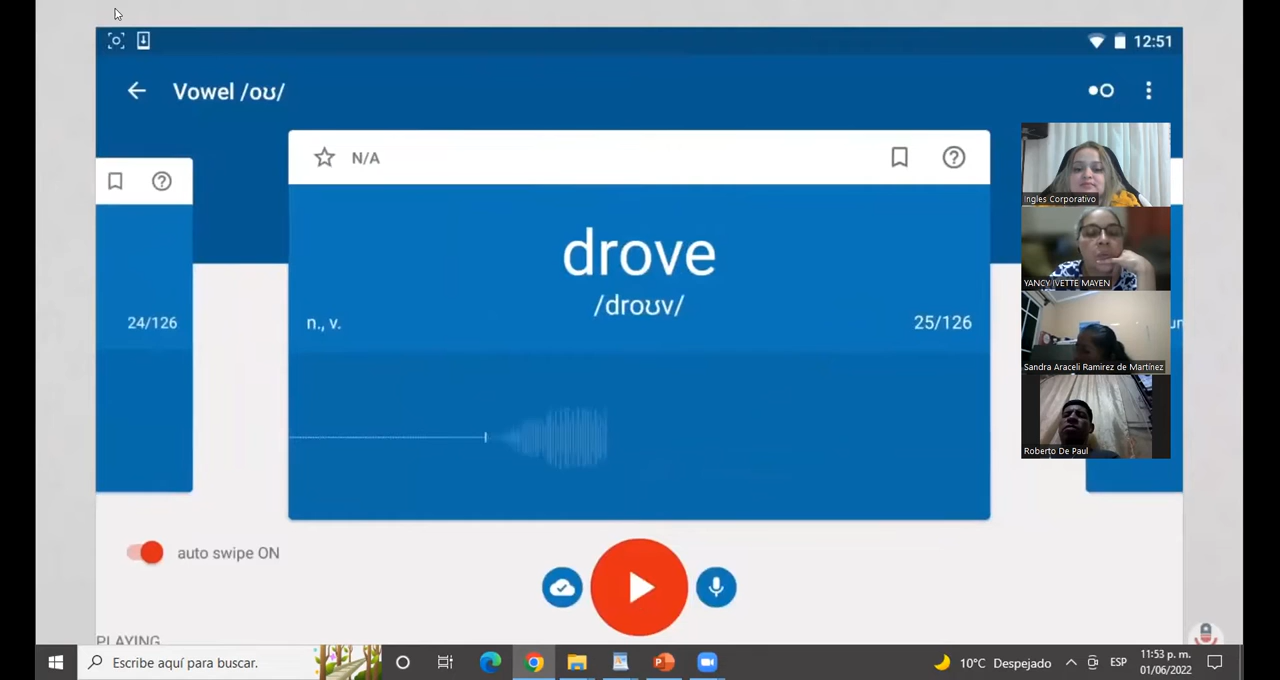 12:51
Vowel /oʊ/
N/A
drove
/droʊv/
24/126
n., v.
25/126
Ingles Corporativo
YANCY IVETTE MAYEN
Sandra Araceli Ramirez de Martínez
Roberto De Paul
auto swipe ON
PLAYING
Escribe aquí para buscar.
10°C Despejado
ESP
11:53 p. m.
01/06/2022